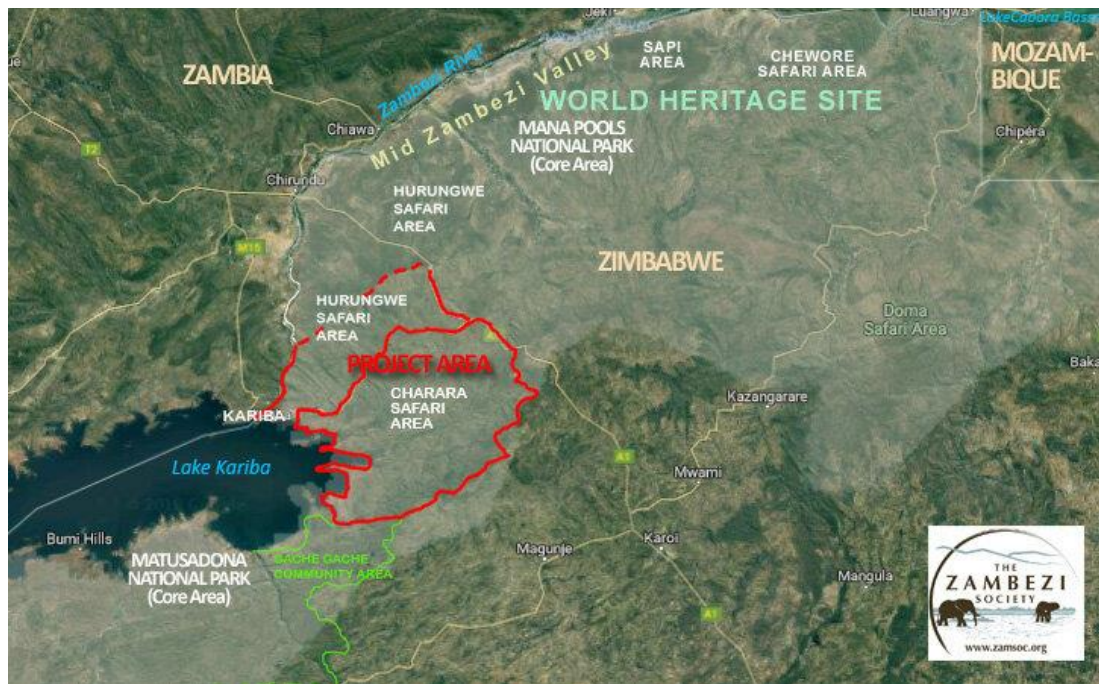 Jeki
Luangwa
LakeCaoora Bassa
ZAMBIA
Zambezi River
Mid Zambezi Valley
SAPI
AREA
CHEWORE
SAFARI AREA
MOZAM-
BIQUE
WORLD HERITAGE SITE
Chiawa
MANA POOLS
NATIONAL PARK
(Core Area)
Chipera
T2
Chirundu
HURUNGWE
SAFARI
AREA
M15
ZIMBABWE
HURUNGWE
SAFARI
AREA
Doma
Safari Area
PROJECT AREA
Baka
CHARARA
SAFARI
AREA
Kazangarare
KARIBA
Lake Kariba
A1
Mwami
Bumi Hills
Magunje
Karoi
MATUSADONA
NATIONAL PARK
(Core Area)
GACHE GACHE
COMMUNITY AREA
Mangula
A1
THE
ZAMBEZI
SOCIETY
www.zamsoc.org